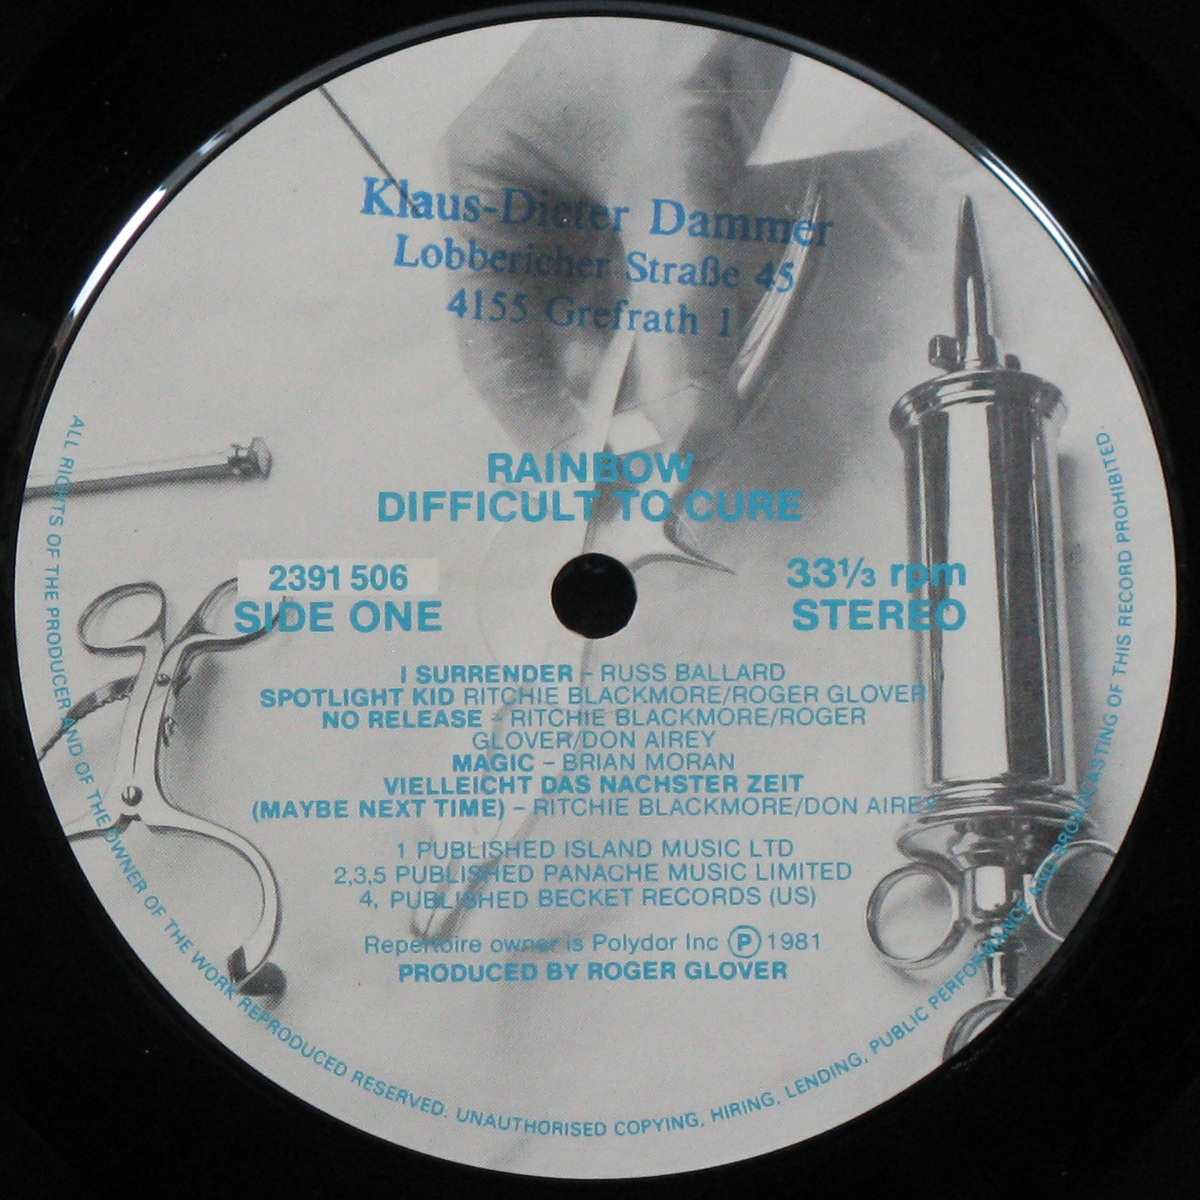 Klaus-Dieter Dammer
Lobbericher Straße 45
4155 Grefrath 1
RAINBOW
DIFFICULT TO CURE
2391 506
SIDE ONE
33⅓ rpm
STEREO
I SURRENDER – RUSS BALLARD
SPOTLIGHT KID RITCHIE BLACKMORE/ROGER GLOVER
NO RELEASE – RITCHIE BLACKMORE/ROGER
GLOVER/DON AIREY
MAGIC – BRIAN MORAN
VIELLEICHT DAS NACHSTER ZEIT
(MAYBE NEXT TIME) – RITCHIE BLACKMORE/DON AIREY
1 PUBLISHED ISLAND MUSIC LTD
2,3,5 PUBLISHED PANACHE MUSIC LIMITED
4, PUBLISHED BECKET RECORDS (US)
Repertoire owner is Polydor Inc Ⓟ 1981
PRODUCED BY ROGER GLOVER
ALL RIGHTS OF THE PRODUCER AND OF THE OWNER OF THE WORK REPRODUCED RESERVED. UNAUTHORISED COPYING, HIRING, LENDING, PUBLIC PERFORMANCE AND BROADCASTING OF THIS RECORD PROHIBITED.